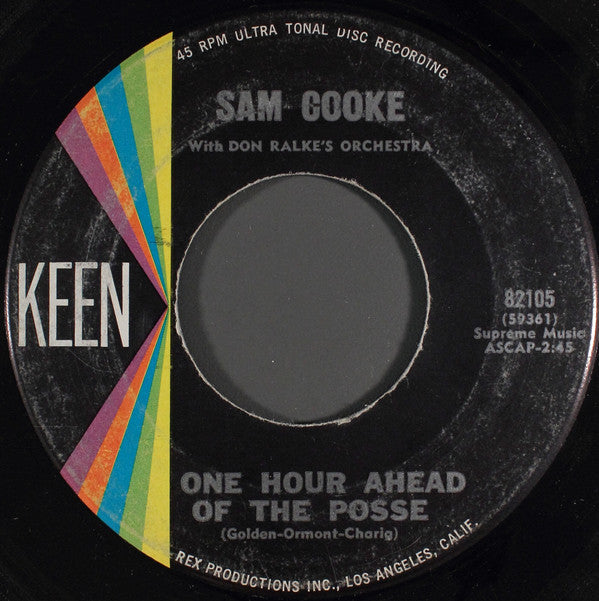 45 RPM ULTRA TONAL DISC RECORDING
SAM COOKE
With DON RALKE'S ORCHESTRA
KEEN
82105
(59361)
Supreme Music
ASCAP-2:45
ONE HOUR AHEAD
OF THE POSSE
(Golden-Ormont-Charig)
REX PRODUCTIONS INC., LOS ANGELES, CALIF.